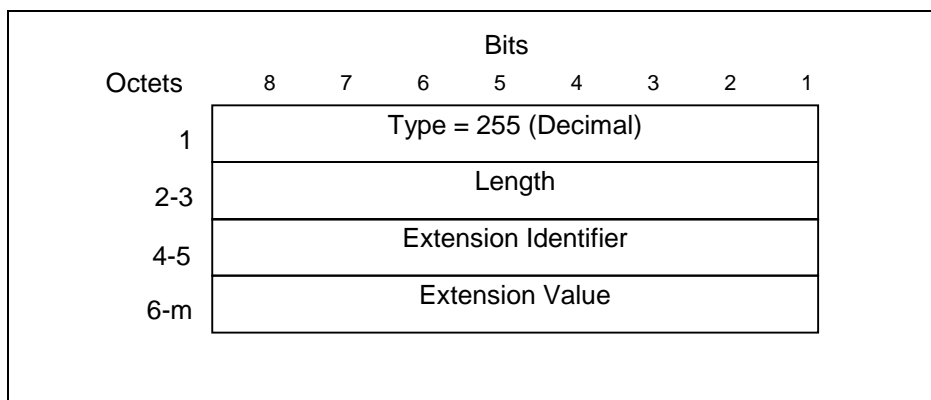 Bits
Octets 8 7 6 5 4 3 2 1
1 Type = 255 (Decimal)
2-3 Length
4-5 Extension Identifier
6-m Extension Value